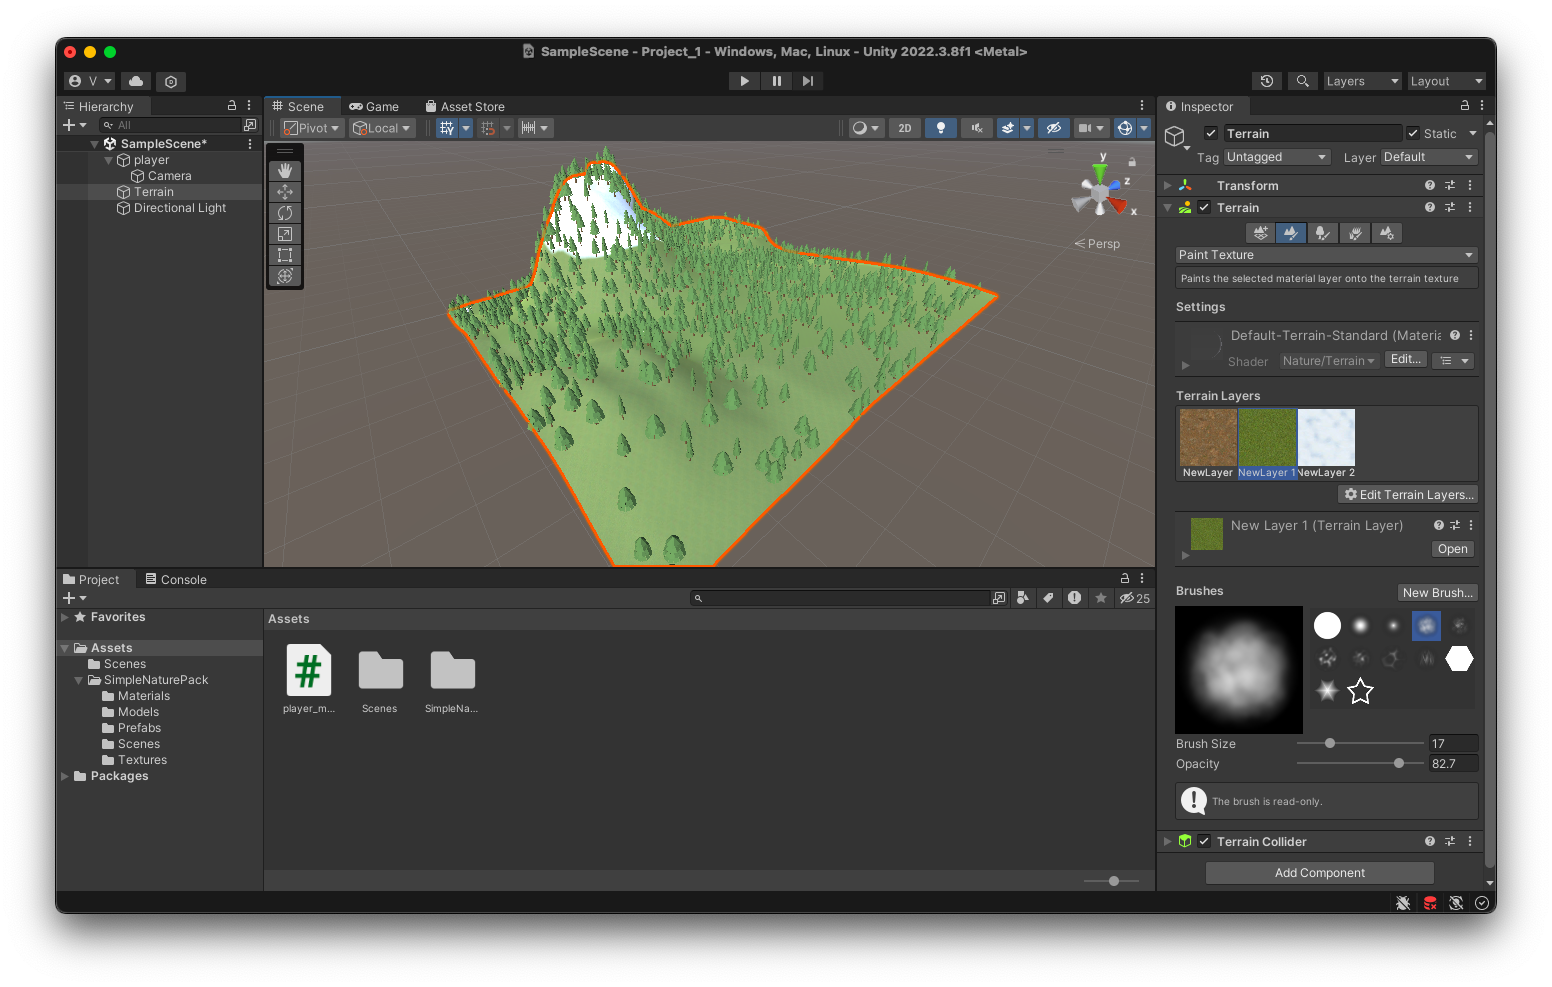 SampleScene - Project_1 - Windows, Mac, Linux - Unity 2022.3.8f1 <Metal>
V
Layers
Layout
Hierarchy
All
SampleScene*
player
Camera
Terrain
Directional Light
Scene
Game
Asset Store
Pivot
Local
2D
y
z
x
Persp
Inspector
Terrain
Static
Tag
Untagged
Layer
Default
Transform
Terrain
Paint Texture
Paints the selected material layer onto the terrain texture
Settings
Default-Terrain-Standard (Materia
Shader
Nature/Terrain
Edit...
Terrain Layers
NewLayer
NewLayer 1
NewLayer 2
Edit Terrain Layers...
New Layer 1 (Terrain Layer)
Open
Brushes
New Brush...
Brush Size
17
Opacity
82.7
The brush is read-only.
Terrain Collider
Add Component
Project
Console
25
Favorites
Assets
Scenes
SimpleNaturePack
Materials
Models
Prefabs
Scenes
Textures
Packages
Assets
#
player_m...
Scenes
SimpleNa...